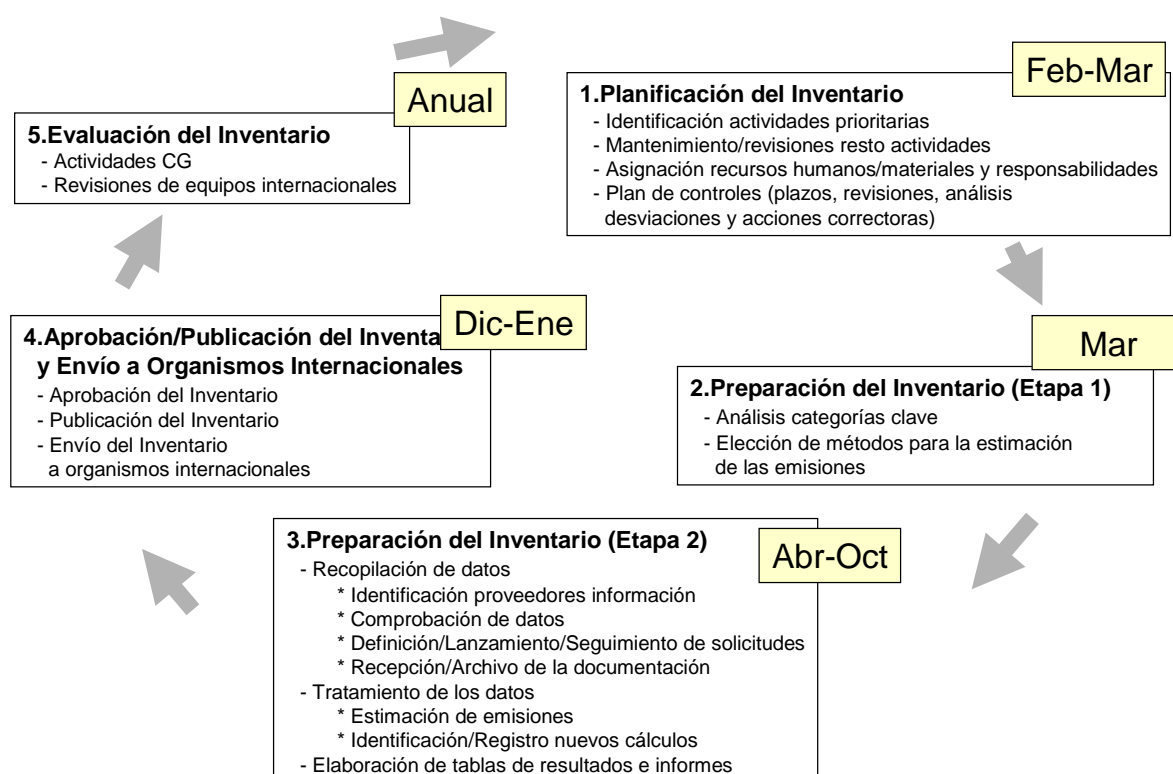 Feb-Mar
1.Planificación del Inventario
- Identificación actividades prioritarias
- Mantenimiento/revisiones resto actividades
- Asignación recursos humanos/materiales y responsabilidades
- Plan de controles (plazos, revisiones, análisis
desviaciones y acciones correctoras)
Mar
2.Preparación del Inventario (Etapa 1)
- Análisis categorías clave
- Elección de métodos para la estimación
de las emisiones
Abr-Oct
3.Preparación del Inventario (Etapa 2)
- Recopilación de datos
* Identificación proveedores información
* Comprobación de datos
* Definición/Lanzamiento/Seguimiento de solicitudes
* Recepción/Archivo de la documentación
- Tratamiento de los datos
* Estimación de emisiones
* Identificación/Registro nuevos cálculos
- Elaboración de tablas de resultados e informes
Dic-Ene
4.Aprobación/Publicación del Inventa
y Envío a Organismos Internacionales
- Aprobación del Inventario
- Publicación del Inventario
- Envío del Inventario
a organismos internacionales
Anual
5.Evaluación del Inventario
- Actividades CG
- Revisiones de equipos internacionales